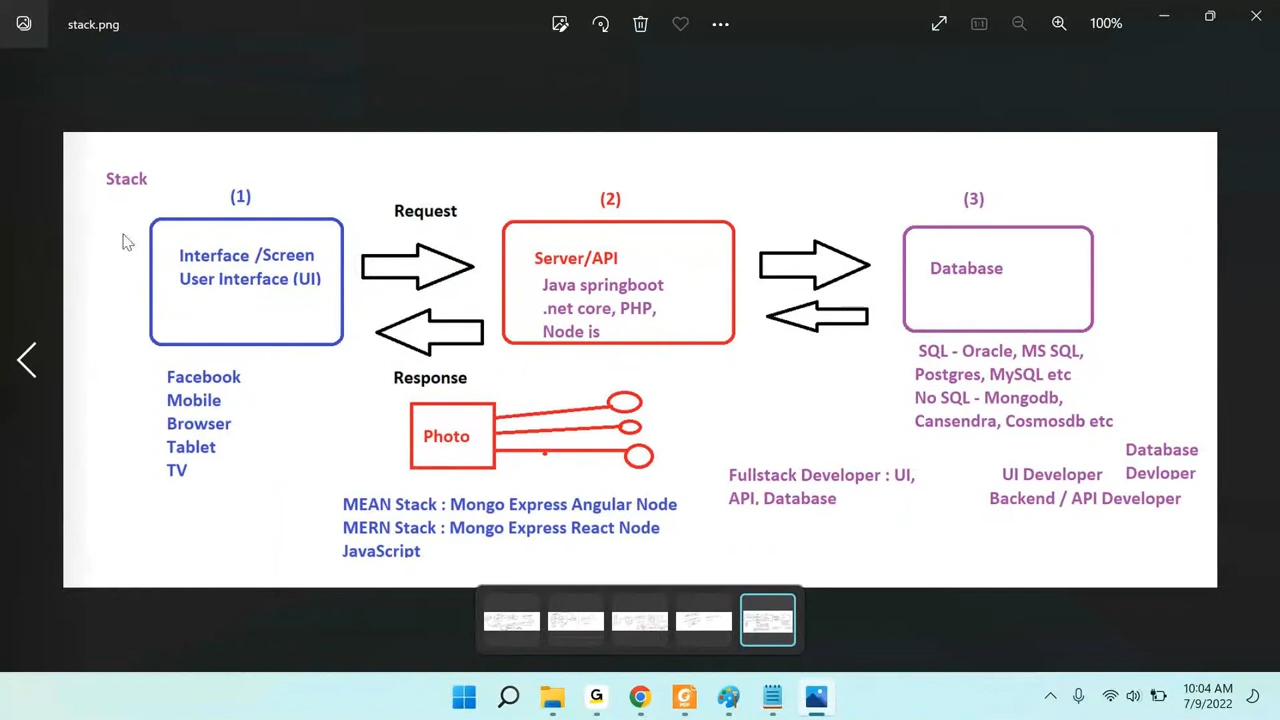 stack.png
100%
Stack
(1)
(2)
(3)
Request
Interface /Screen
User Interface (UI)
Server/API
Java springboot
.net core, PHP,
Node js
Database
Response
Facebook
Mobile
Browser
Tablet
TV
Photo
SQL - Oracle, MS SQL,
Postgres, MySQL etc
No SQL - Mongodb,
Cansendra, Cosmosdb etc
MEAN Stack : Mongo Express Angular Node
MERN Stack : Mongo Express React Node
JavaScript
Fullstack Developer : UI,
API, Database
UI Developer
Backend / API Developer
Database
Devloper
10:04 AM
7/9/2022